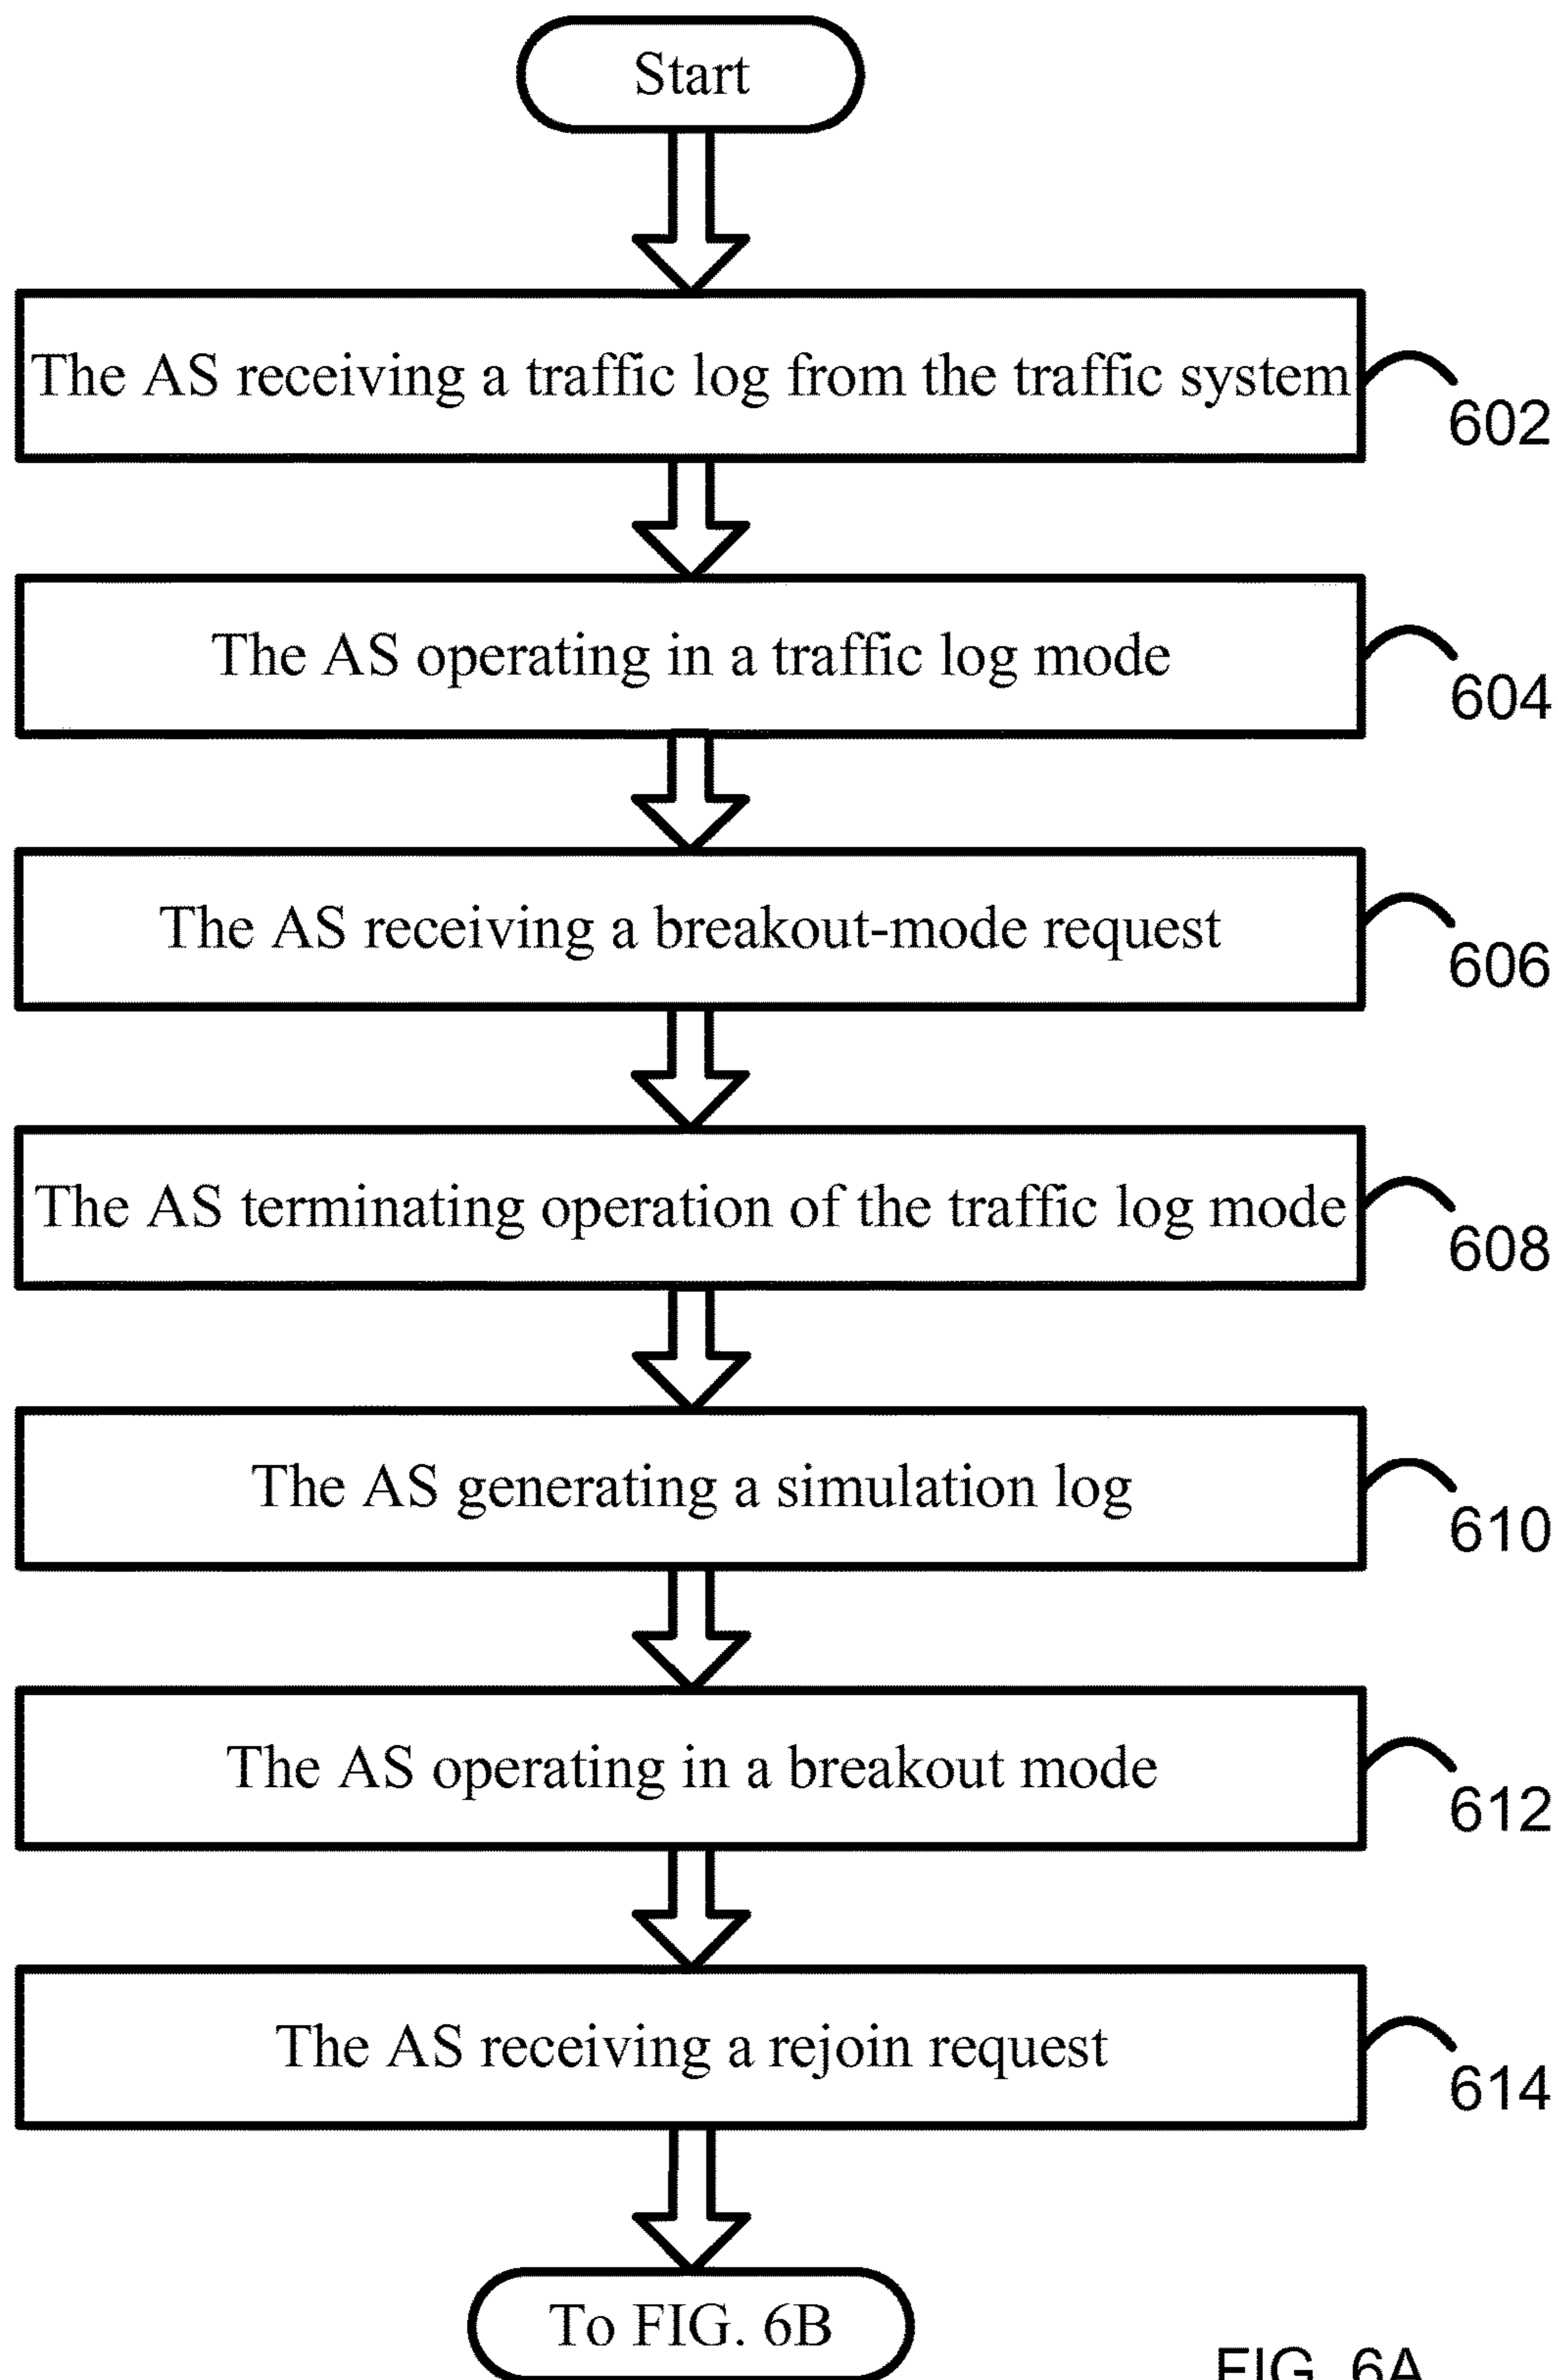 Start
The AS receiving a traffic log from the traffic system
602
The AS operating in a traffic log mode
604
The AS receiving a breakout-mode request
606
The AS terminating operation of the traffic log mode
608
The AS generating a simulation log
610
The AS operating in a breakout mode
612
The AS receiving a rejoin request
614
To FIG. 6B
FIG. 6A